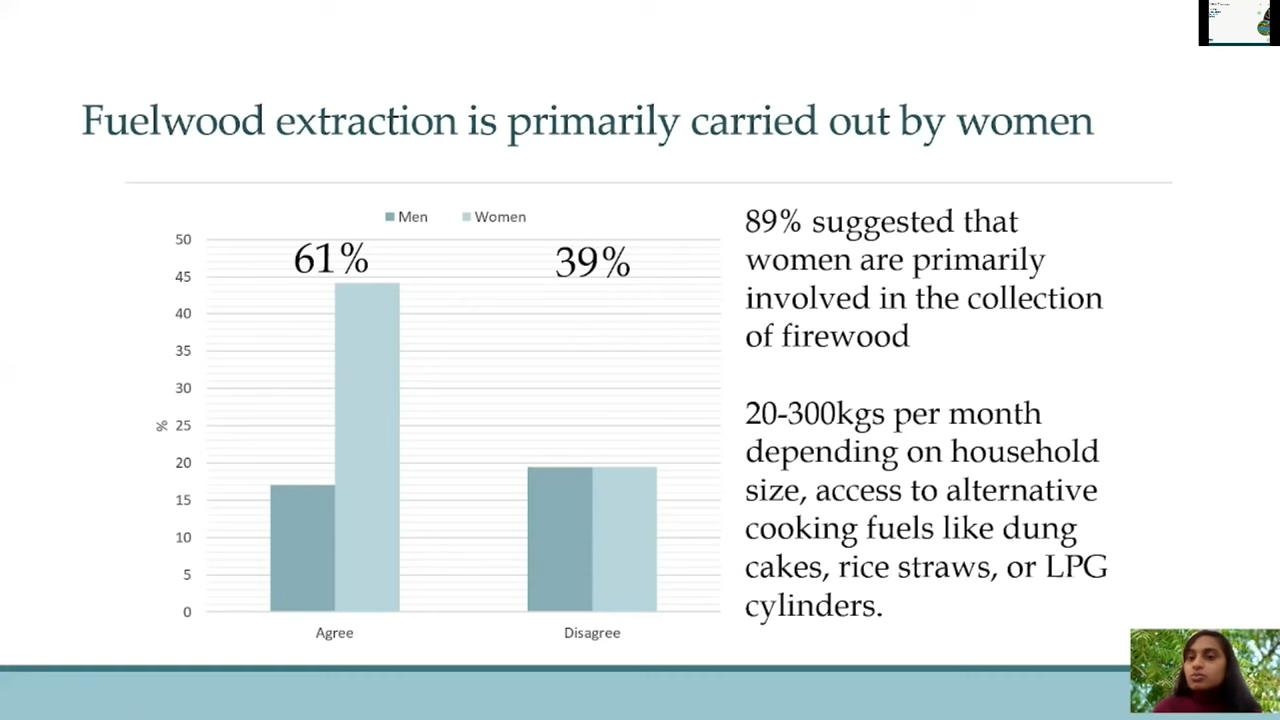 Fuelwood extraction is primarily carried out by women
Men Women
50
45
40
35
30
25
20
15
10
5
0
%
61%
39%
Agree
Disagree
89% suggested that
women are primarily
involved in the collection
of firewood
20-300kgs per month
depending on household
size, access to alternative
cooking fuels like dung
cakes, rice straws, or LPG
cylinders.